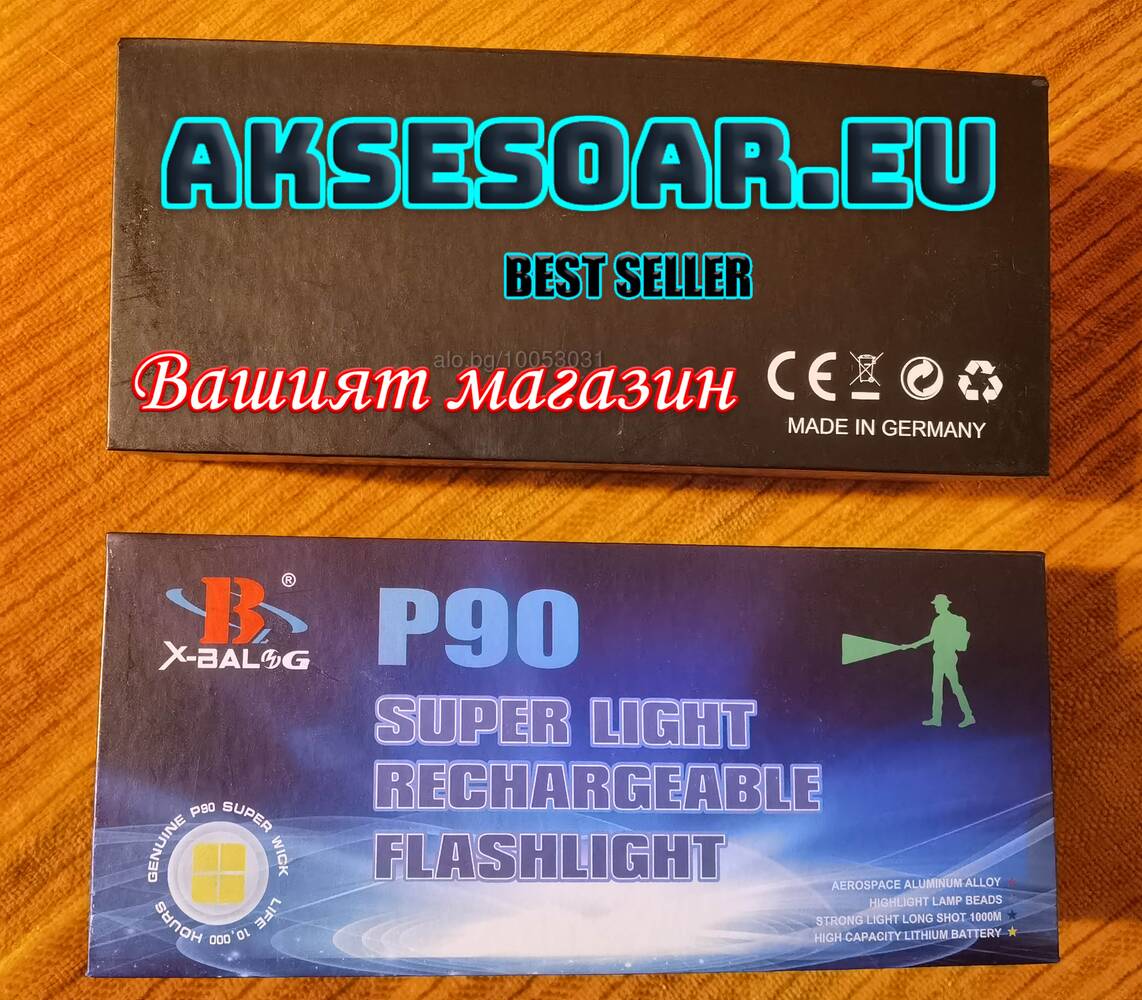 AKSESOAR.EU
BEST SELLER
alo.bg/10053031
Вашият магазин
CE
MADE IN GERMANY
B ®
X-BALOG
P90
SUPER LIGHT
RECHARGEABLE
FLASHLIGHT
GENUINE P90 SUPER WICK
LIFE 10,000 HOURS
AEROSPACE ALUMINUM ALLOY
HIGHLIGHT LAMP BEADS
STRONG LIGHT LONG SHOT 1000M
HIGH CAPACITY LITHIUM BATTERY